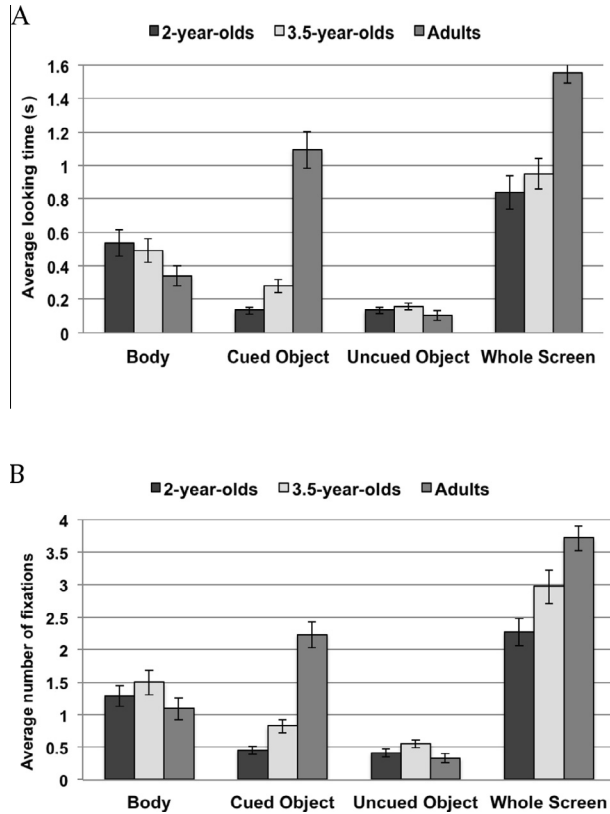 A
2-year-olds 3.5-year-olds Adults
Average looking time (s)
1.6
1.4
1.2
1
0.8
0.6
0.4
0.2
0
Body Cued Object Uncued Object Whole Screen
B
2-year-olds 3.5-year-olds Adults
Average number of fixations
4
3.5
3
2.5
2
1.5
1
0.5
0
Body Cued Object Uncued Object Whole Screen